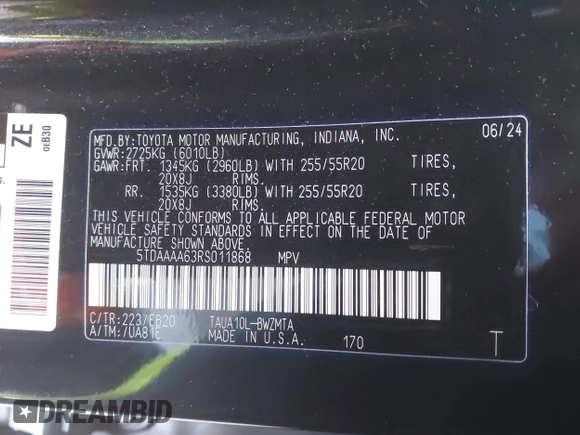 ZE
0EB30
s.
MFD.BY:TOYOTA MOTOR MANUFACTURING, INDIANA, INC. 06/24
GVWR:2725KG (6010LB)
GAWR:FRT. 1345KG (2960LB) WITH 255/55R20 TIRES,
20X8J RIMS.
RR. 1535KG (3380LB) WITH 255/55R20 TIRES,
20X8J RIMS.
THIS VEHICLE CONFORMS TO ALL APPLICABLE FEDERAL MOTOR
VEHICLE SAFETY STANDARDS IN EFFECT ON THE DATE OF
MANUFACTURE SHOWN ABOVE.
5TDAAAA63RS011868 MPV
C/TR:223/FB20 TAUA10L-BWZMTA
A/TM:/UA81E MADE IN U.S.A. 170 T
DREAMBID